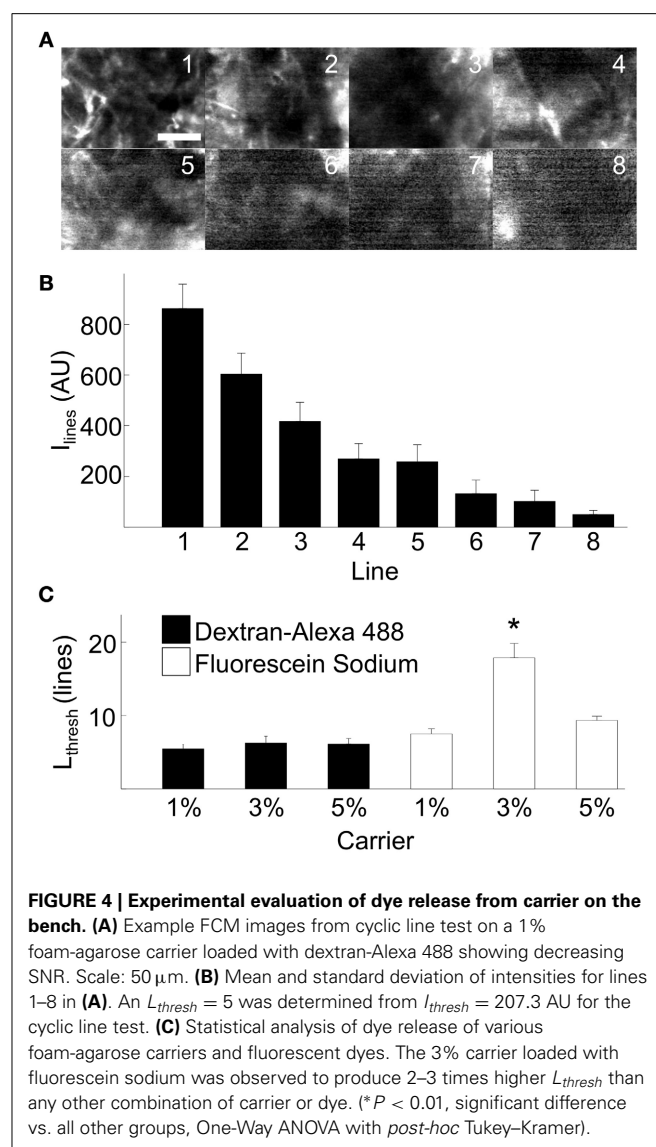 A
1 2 3 4
5 6 7 8
B
I_lines (AU)
800
600
400
200
1 2 3 4 5 6 7 8
Line
C
L_thresh (lines)
20
10
Dextran-Alexa 488
Fluorescein Sodium
*
1% 3% 5% 1% 3% 5%
Carrier
FIGURE 4 | Experimental evaluation of dye release from carrier on the
bench. (A) Example FCM images from cyclic line test on a 1%
foam-agarose carrier loaded with dextran-Alexa 488 showing decreasing
SNR. Scale: 50 μm. (B) Mean and standard deviation of intensities for lines
1–8 in (A). An L_thresh = 5 was determined from I_thresh = 207.3 AU for the
cyclic line test. (C) Statistical analysis of dye release of various
foam-agarose carriers and fluorescent dyes. The 3% carrier loaded with
fluorescein sodium was observed to produce 2–3 times higher L_thresh than
any other combination of carrier or dye. (*P < 0.01, significant difference
vs. all other groups, One-Way ANOVA with post-hoc Tukey–Kramer).